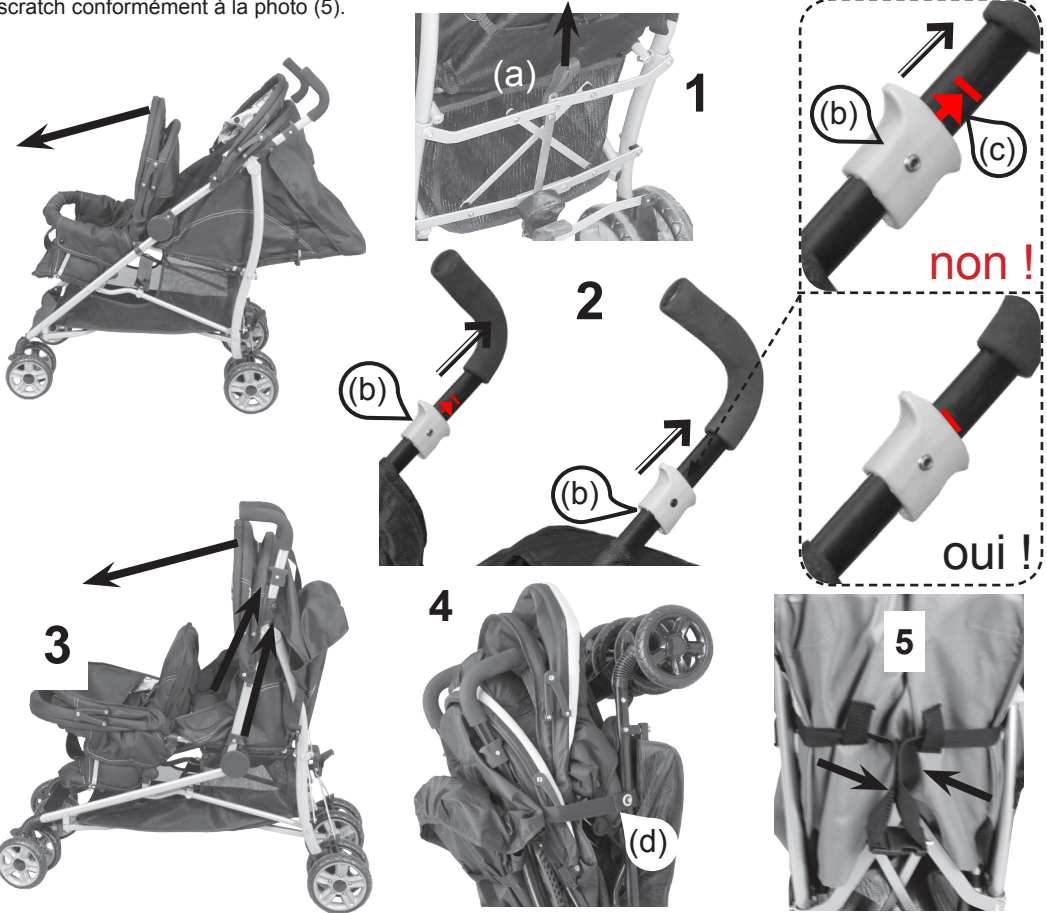 scratch conformément à la photo (5).
(a)
1
(b)
(c)
non !
2
(b)
(b)
oui !
3
4
(d)
5